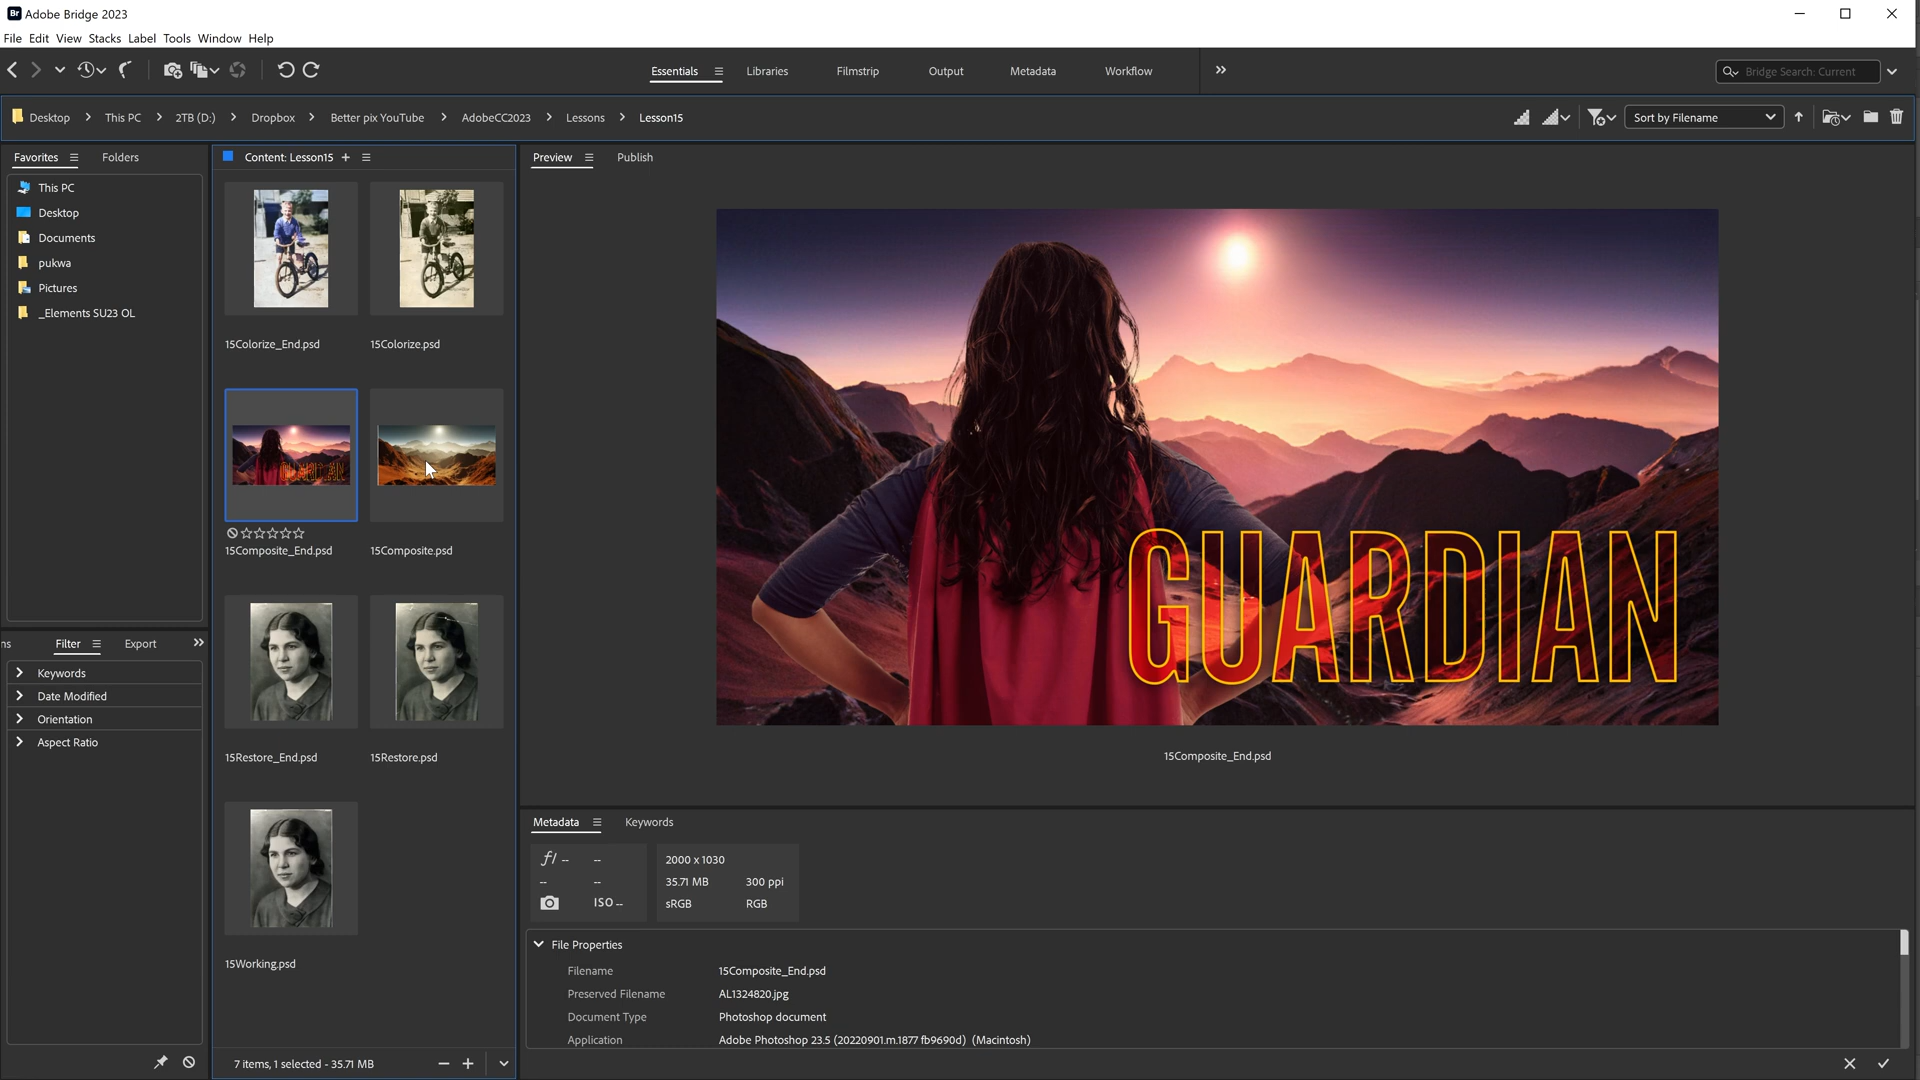 Br Adobe Bridge 2023
File Edit View Stacks Label Tools Window Help
Essentials Libraries Filmstrip Output Metadata Workflow
Bridge Search: Current
Desktop This PC 2TB (D:) Dropbox Better pix YouTube AdobeCC2023 Lessons Lesson15
Sort by Filename
Favorites Folders
Content: Lesson15
Preview Publish
This PC
Desktop
Documents
pukwa
Pictures
_Elements SU23 OL
15Colorize_End.psd 15Colorize.psd
GUARDIAN
15Composite_End.psd 15Composite.psd
15Restore_End.psd 15Restore.psd
15Working.psd
GUARDIAN
15Composite_End.psd
ns Filter Export
Keywords
Date Modified
Orientation
Aspect Ratio
7 items, 1 selected - 35.71 MB
Metadata Keywords
f/ -- --
-- --
ISO --
2000 x 1030
35.71 MB 300 ppi
sRGB RGB
File Properties
Filename 15Composite_End.psd
Preserved Filename AL1324820.jpg
Document Type Photoshop document
Application Adobe Photoshop 23.5 (20220901.m.1877 fb9690d) (Macintosh)